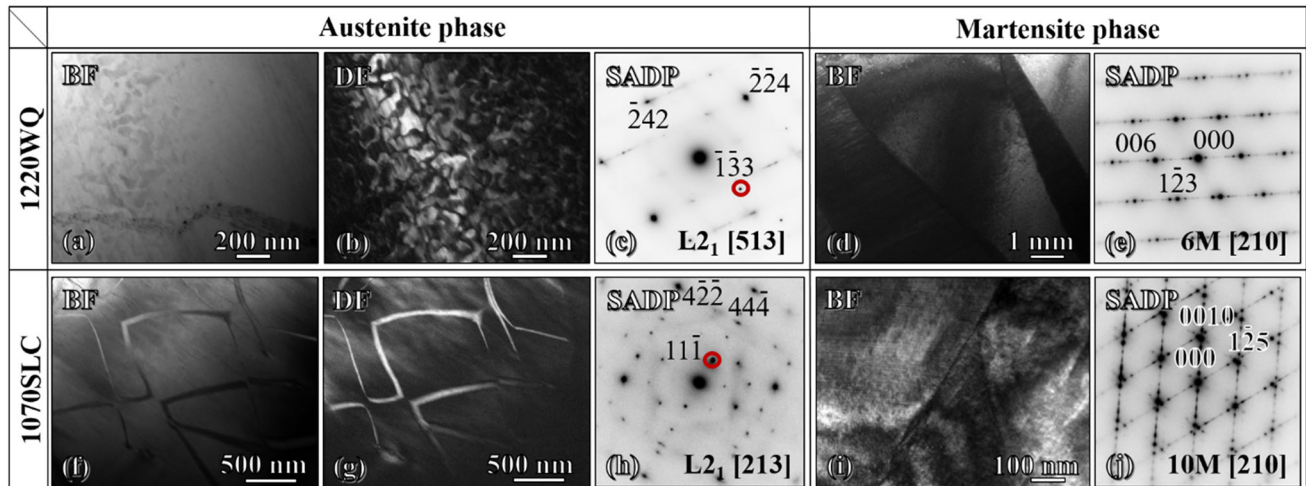 Austenite phase
Martensite phase
1220WQ
BF
(a)
200 nm
DF
(b)
200 nm
SADP
2̄2̄4
2̄42
1̄3̄3
(c)
L2₁ [513]
BF
(d)
1 mm
SADP
006
000
12̄3
(e)
6M [210]
1070SLC
BF
(f)
500 nm
DF
(g)
500 nm
SADP
42̄2̄
444̄
111̄
(h)
L2₁ [213]
BF
(i)
100 nm
SADP
0010
12̄5
000
(j)
10M [210]